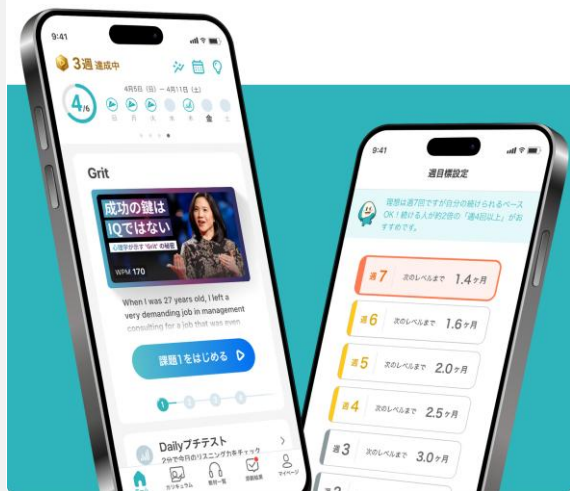 9:41
3週 達成中
4/6
4月5日（日）－4月11日（土）
日 月 火 水 木 金 土
Grit
成功の鍵は
IQではない
心理学が示す "Grit" の秘密
WPM 170
When I was 27 years old, I left a
very demanding job in management
consulting for a job that was even
課題1をはじめる
1 2 3 4
Dailyプチテスト
2分で今日のリスニング力をチェック
カリキュラム
教材一覧
マイページ
9:41
週目標設定
理想は週7回ですが自分の続けられるペースで
OK！続ける人が約2倍の「週4回以上」がお
すすめです。
週7 次のレベルまで 1.4ヶ月
週6 次のレベルまで 1.6ヶ月
週5 次のレベルまで 2.0ヶ月
週4 次のレベルまで 2.5ヶ月
週3 次のレベルまで 3.0ヶ月